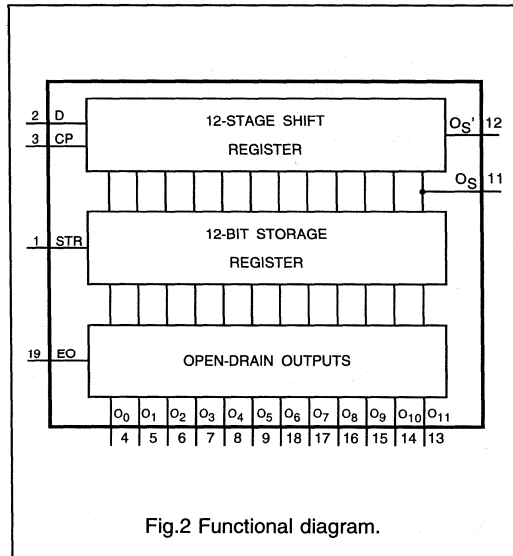 2 D
12-STAGE SHIFT
REGISTER
OS' 12
3 CP
OS 11
1 STR
12-BIT STORAGE
REGISTER
19 EO
OPEN-DRAIN OUTPUTS
O0 O1 O2 O3 O4 O5 O6 O7 O8 O9 O10 O11
4 5 6 7 8 9 18 17 16 15 14 13
Fig.2 Functional diagram.